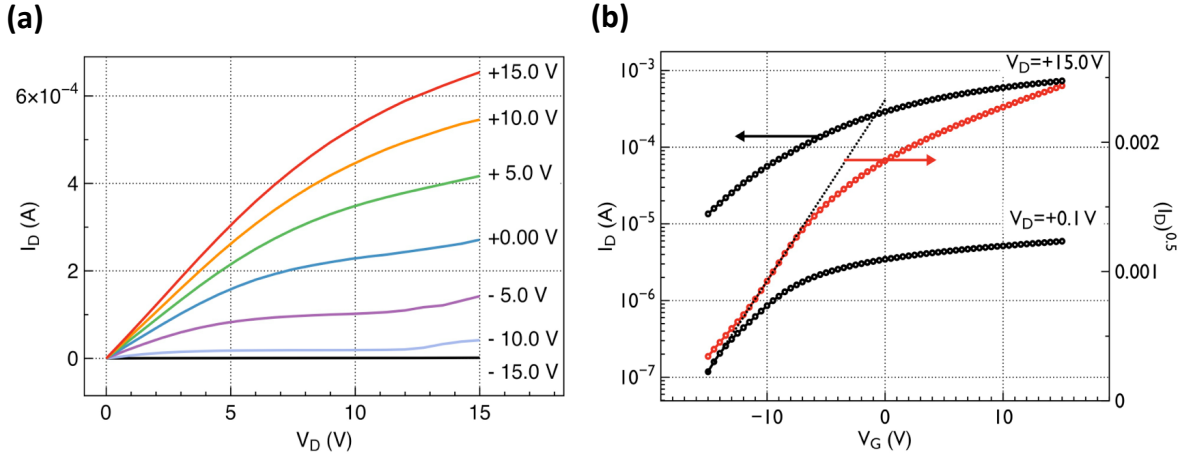 (a)
+15.0 V
+10.0 V
+ 5.0 V
+0.00 V
- 5.0 V
- 10.0 V
- 15.0 V
6×10⁻⁴
4
2
0
I_D (A)
0
5
10
15
V_D (V)
(b)
V_D=+15.0 V
V_D=+0.1 V
10⁻³
10⁻⁴
10⁻⁵
10⁻⁶
10⁻⁷
I_D (A)
0.002
0.001
0
(I_D)^0.5
−10
0
10
V_G (V)